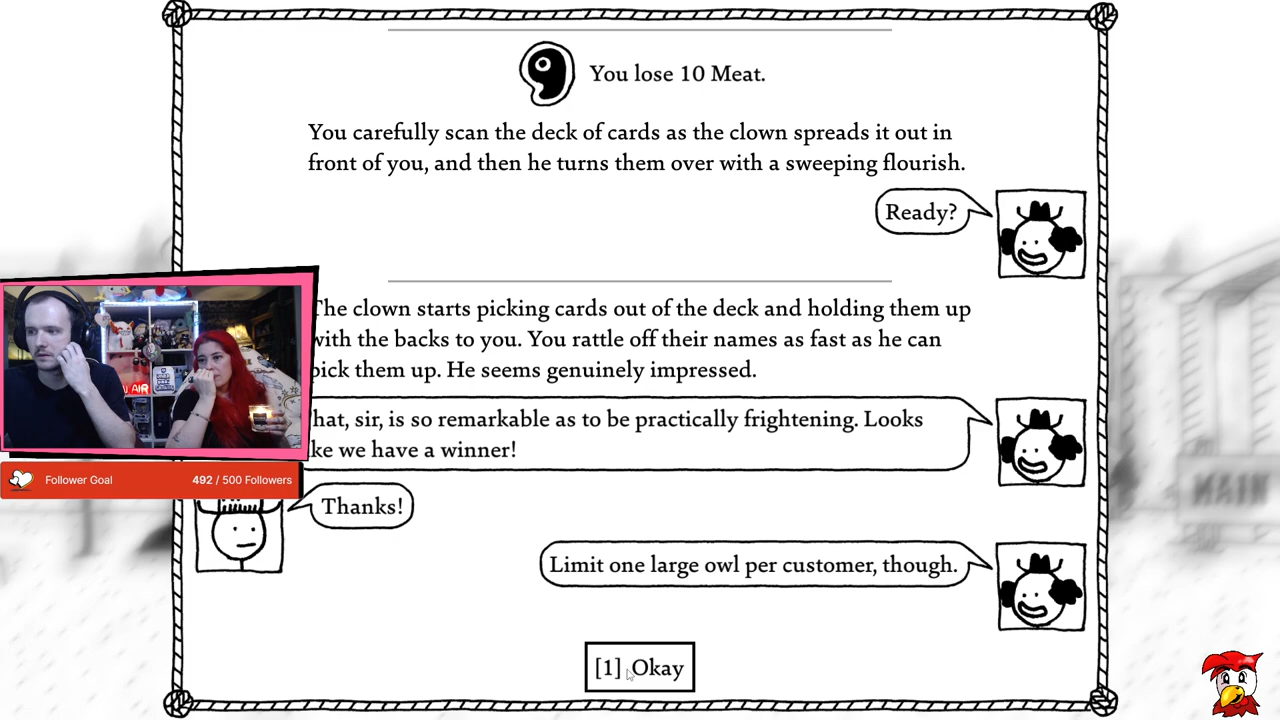 You lose 10 Meat.
You carefully scan the deck of cards as the clown spreads it out in
front of you, and then he turns them over with a sweeping flourish.
Ready?
The clown starts picking cards out of the deck and holding them up
with the backs to you. You rattle off their names as fast as he can
pick them up. He seems genuinely impressed.
hat, sir, is so remarkable as to be practically frightening. Looks
ke we have a winner!
N AIR
Follower Goal 492 / 500 Followers
Thanks!
MAIN
Limit one large owl per customer, though.
[1] Okay